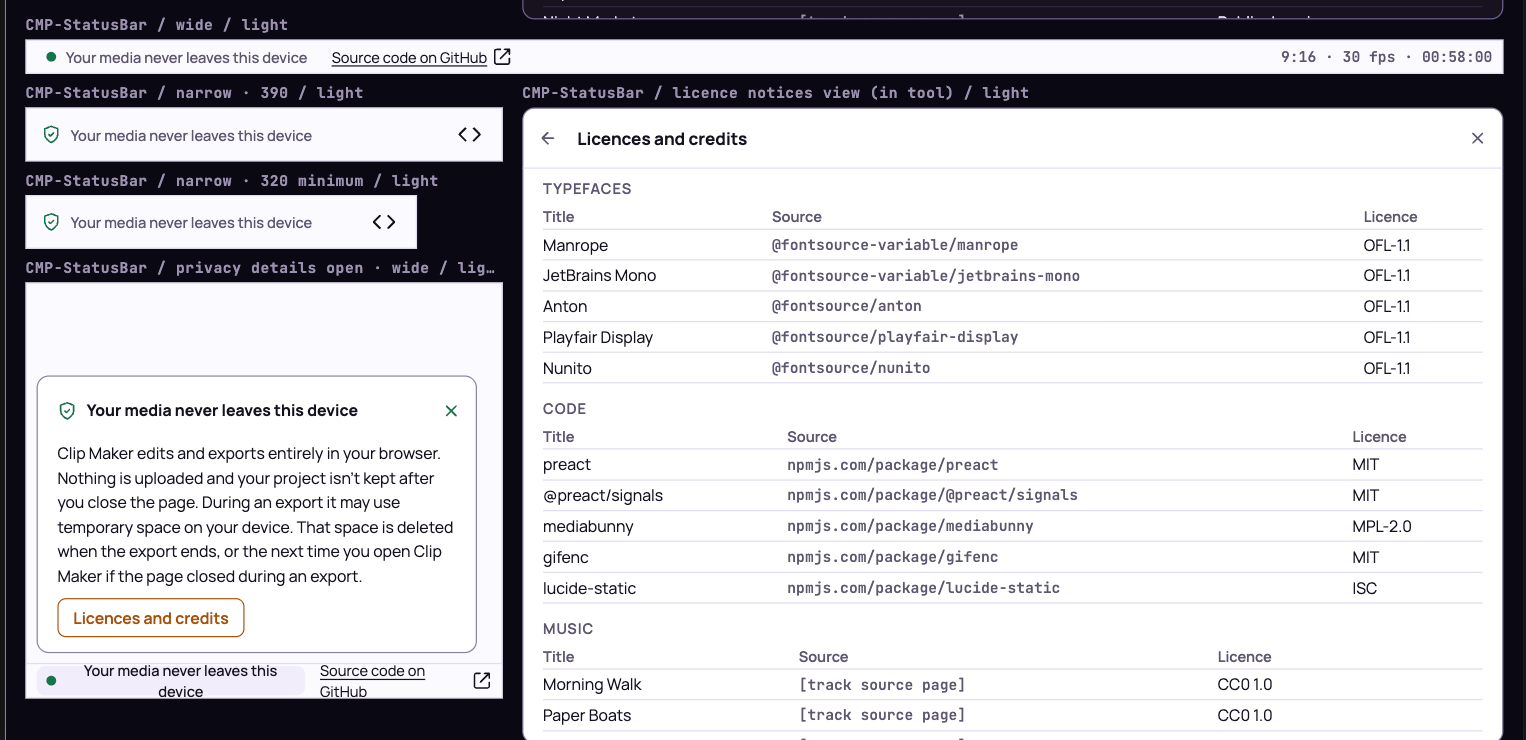 CMP-StatusBar / wide / light
Your media never leaves this device Source code on GitHub 9:16 · 30 fps · 00:58:00
CMP-StatusBar / narrow · 390 / light
Your media never leaves this device
CMP-StatusBar / narrow · 320 minimum / light
Your media never leaves this device
CMP-StatusBar / privacy details open · wide / lig…
Your media never leaves this device
Clip Maker edits and exports entirely in your browser.
Nothing is uploaded and your project isn't kept after
you close the page. During an export it may use
temporary space on your device. That space is deleted
when the export ends, or the next time you open Clip
Maker if the page closed during an export.
Licences and credits
Your media never leaves this
device
Source code on
GitHub
CMP-StatusBar / licence notices view (in tool) / light
Licences and credits
TYPEFACES
Title Source Licence
Manrope @fontsource-variable/manrope OFL-1.1
JetBrains Mono @fontsource-variable/jetbrains-mono OFL-1.1
Anton @fontsource/anton OFL-1.1
Playfair Display @fontsource/playfair-display OFL-1.1
Nunito @fontsource/nunito OFL-1.1
CODE
Title Source Licence
preact npmjs.com/package/preact MIT
@preact/signals npmjs.com/package/@preact/signals MIT
mediabunny npmjs.com/package/mediabunny MPL-2.0
gifenc npmjs.com/package/gifenc MIT
lucide-static npmjs.com/package/lucide-static ISC
MUSIC
Title Source Licence
Morning Walk [track source page] CC0 1.0
Paper Boats [track source page] CC0 1.0